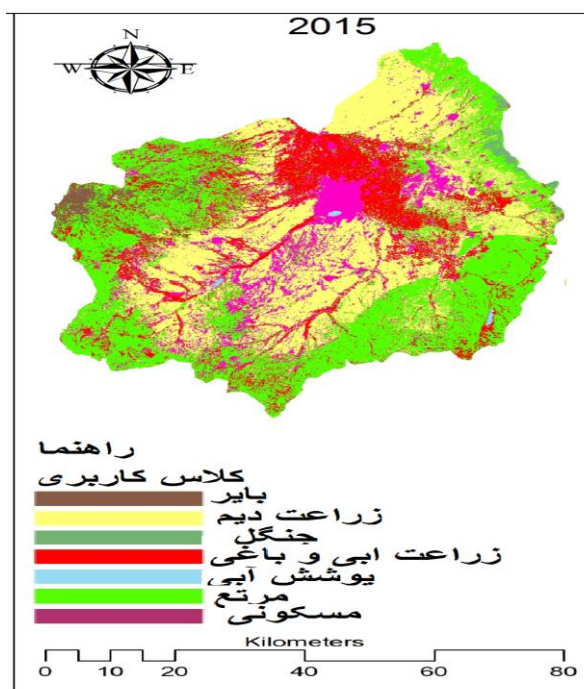 2015
N
W E
S
راهنما
کلاس کاربری
بایر
زراعت دیم
جنگل
زراعت ابی و باغی
پوشش آبی
مرتع
مسکونی
Kilometers
0 5 10 20 40 60 80